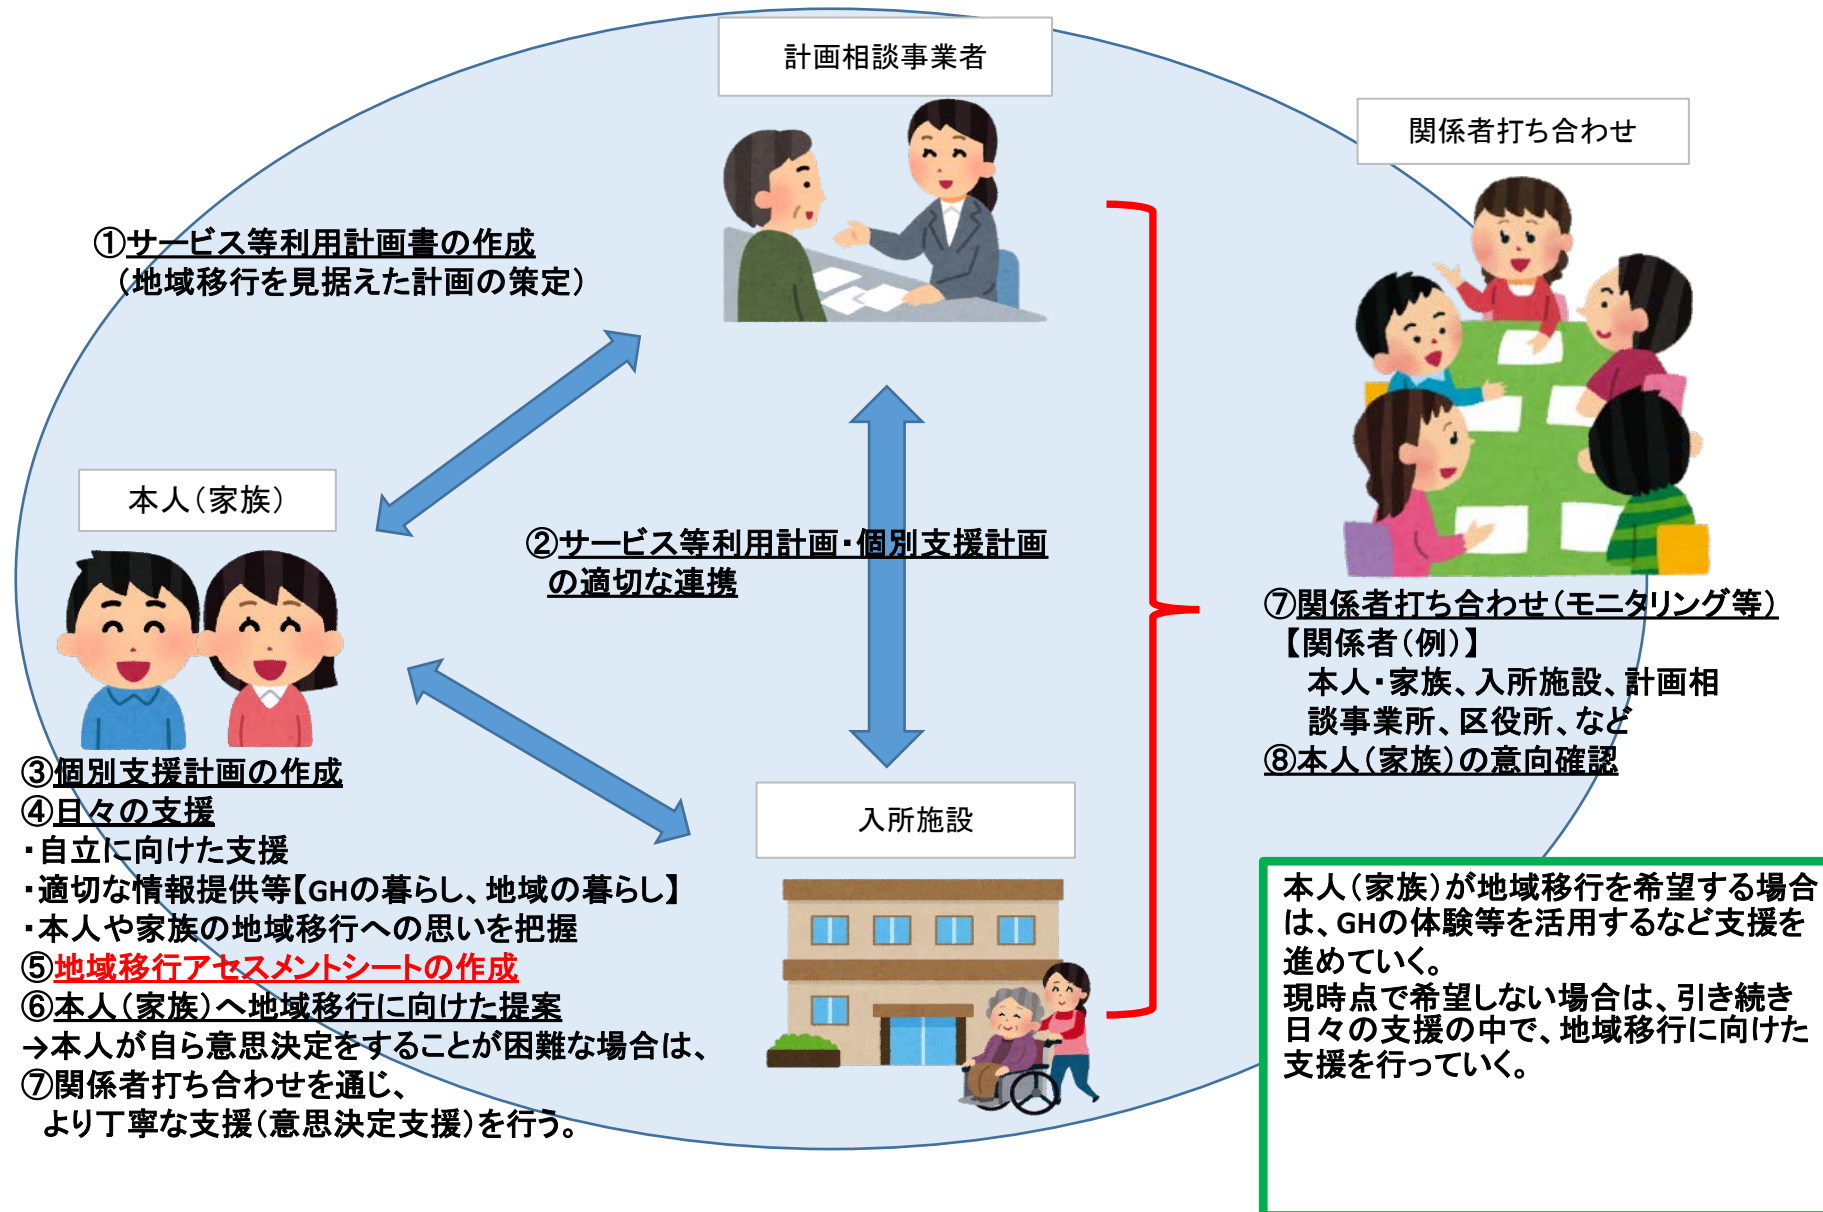 計画相談事業者
関係者打ち合わせ
①サービス等利用計画書の作成
（地域移行を見据えた計画の策定）
本人（家族）
②サービス等利用計画・個別支援計画
の適切な連携
③個別支援計画の作成
④日々の支援
・自立に向けた支援
・適切な情報提供等【GHの暮らし、地域の暮らし】
・本人や家族の地域移行への思いを把握
⑤地域移行アセスメントシートの作成
⑥本人（家族）へ地域移行に向けた提案
→本人が自ら意思決定をすることが困難な場合は、
⑦関係者打ち合わせを通じ、
より丁寧な支援（意思決定支援）を行う。
入所施設
⑦関係者打ち合わせ（モニタリング等）
【関係者（例）】
本人・家族、入所施設、計画相
談事業所、区役所、など
⑧本人（家族）の意向確認
本人（家族）が地域移行を希望する場合
は、GHの体験等を活用するなど支援を
進めていく。
現時点で希望しない場合は、引き続き
日々の支援の中で、地域移行に向けた
支援を行っていく。